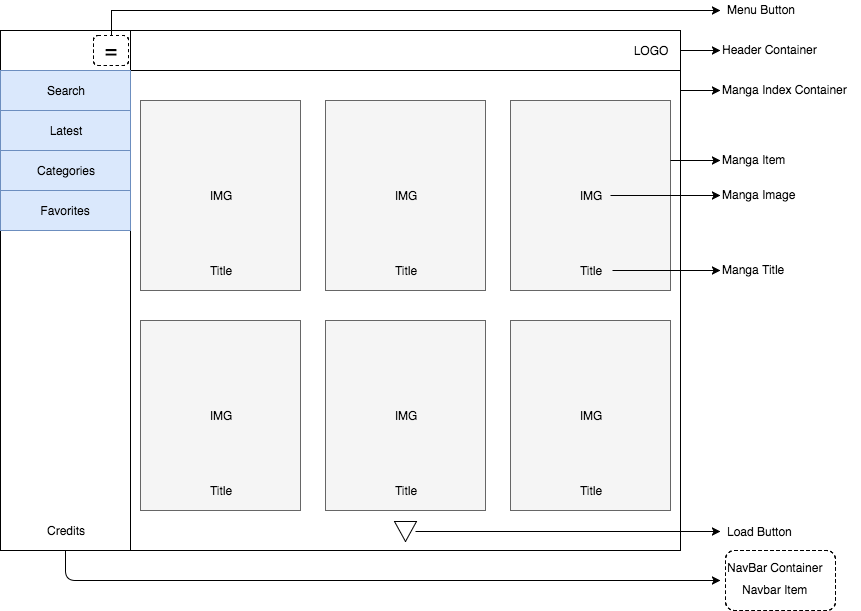 Menu Button
=
LOGO
Header Container
Search
Manga Index Container
Latest
Categories
Favorites
Manga Item
IMG
IMG
IMG
Manga Image
Title
Title
Title
Manga Title
IMG
IMG
IMG
Title
Title
Title
Credits
Load Button
NavBar Container
Navbar Item